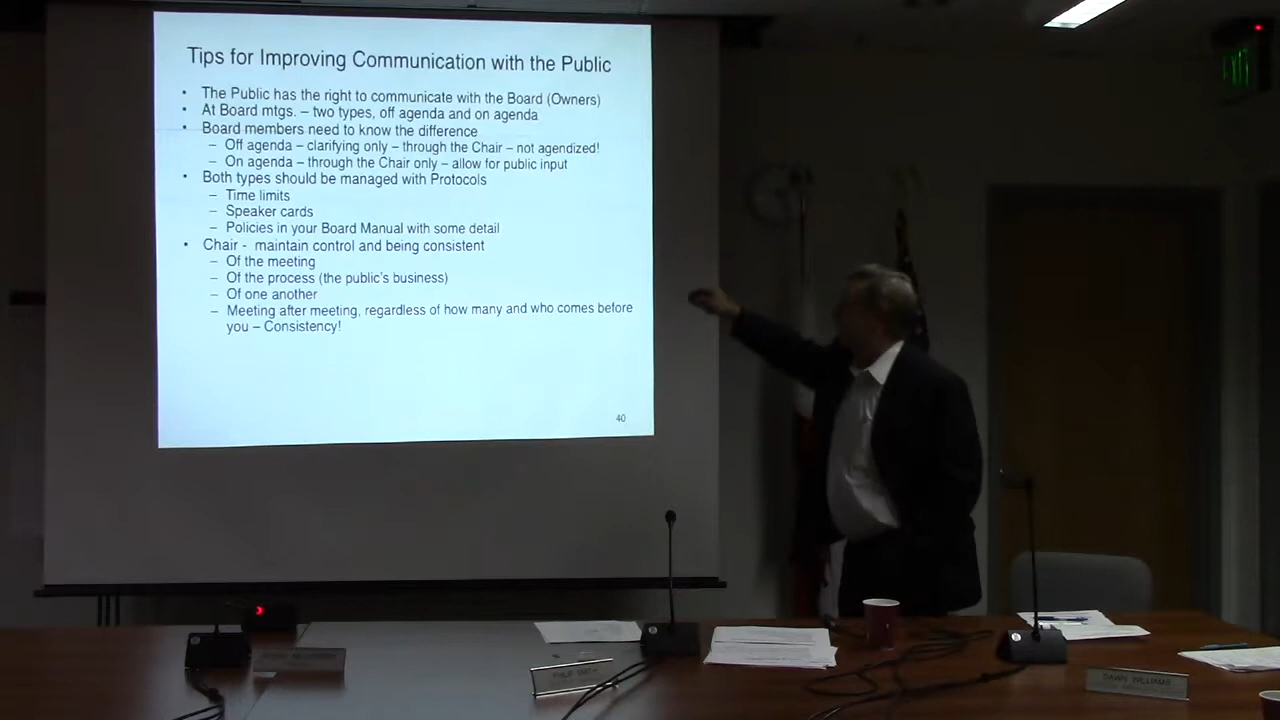 Tips for Improving Communication with the Public
• The Public has the right to communicate with the Board (Owners)
• At Board mtgs. – two types, off agenda and on agenda
• Board members need to know the difference
– Off agenda – clarifying only – through the Chair – not agendized!
– On agenda – through the Chair only – allow for public input
• Both types should be managed with Protocols
– Time limits
– Speaker cards
– Policies in your Board Manual with some detail
• Chair - maintain control and being consistent
– Of the meeting
– Of the process (the public's business)
– Of one another
– Meeting after meeting, regardless of how many and who comes before
you – Consistency!
40
EXIT
DAWN WILLIAMS